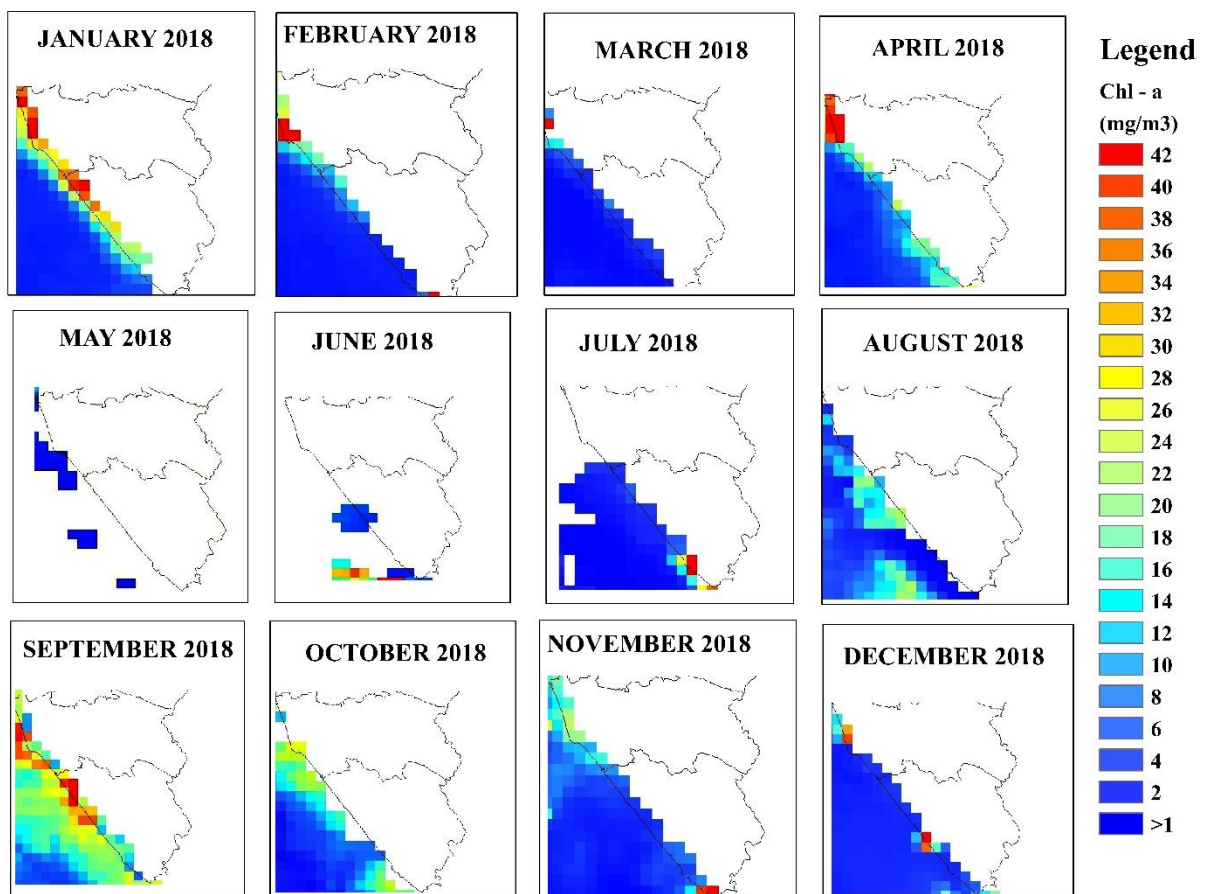 JANUARY 2018
FEBRUARY 2018
MARCH 2018
APRIL 2018
MAY 2018
JUNE 2018
JULY 2018
AUGUST 2018
SEPTEMBER 2018
OCTOBER 2018
NOVEMBER 2018
DECEMBER 2018
Legend
Chl - a
(mg/m3)
42
40
38
36
34
32
30
28
26
24
22
20
18
16
14
12
10
8
6
4
2
>1